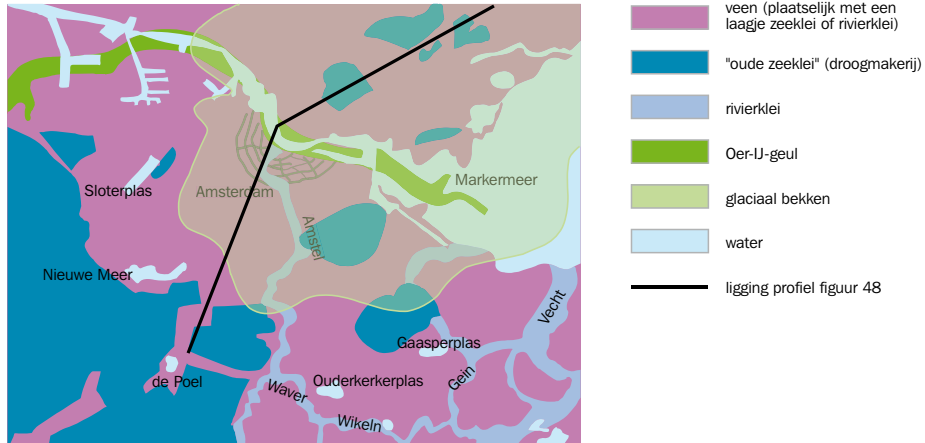 Sloterplas
Amsterdam
Markermeer
Amstel
Nieuwe Meer
Vecht
Gaasperplas
de Poel
Ouderkerkerplas
Gein
Waver
Wikeln
veen (plaatselijk met een
laagje zeeklei of rivierklei)
"oude zeeklei" (droogmakerij)
rivierklei
Oer-IJ-geul
glaciaal bekken
water
ligging profiel figuur 48